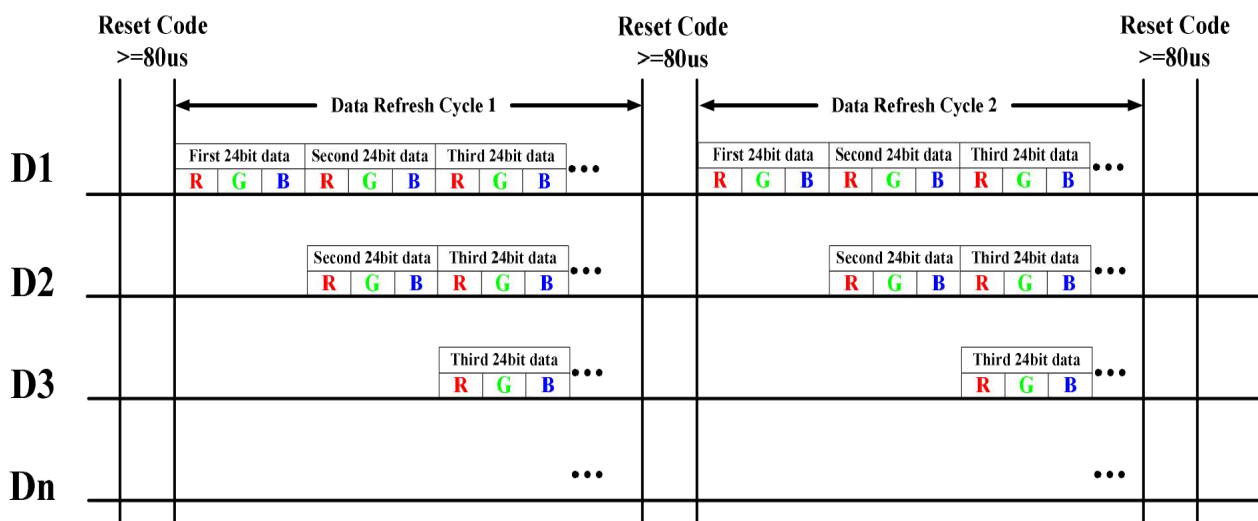 Reset Code Reset Code Reset Code
>=80us >=80us >=80us
Data Refresh Cycle 1 Data Refresh Cycle 2
First 24bit data Second 24bit data Third 24bit data First 24bit data Second 24bit data Third 24bit data
D1 R G B R G B R G B ••• R G B R G B R G B •••
Second 24bit data Third 24bit data Second 24bit data Third 24bit data
D2 R G B R G B ••• R G B R G B •••
Third 24bit data Third 24bit data
D3 R G B ••• R G B •••
Dn ••• •••